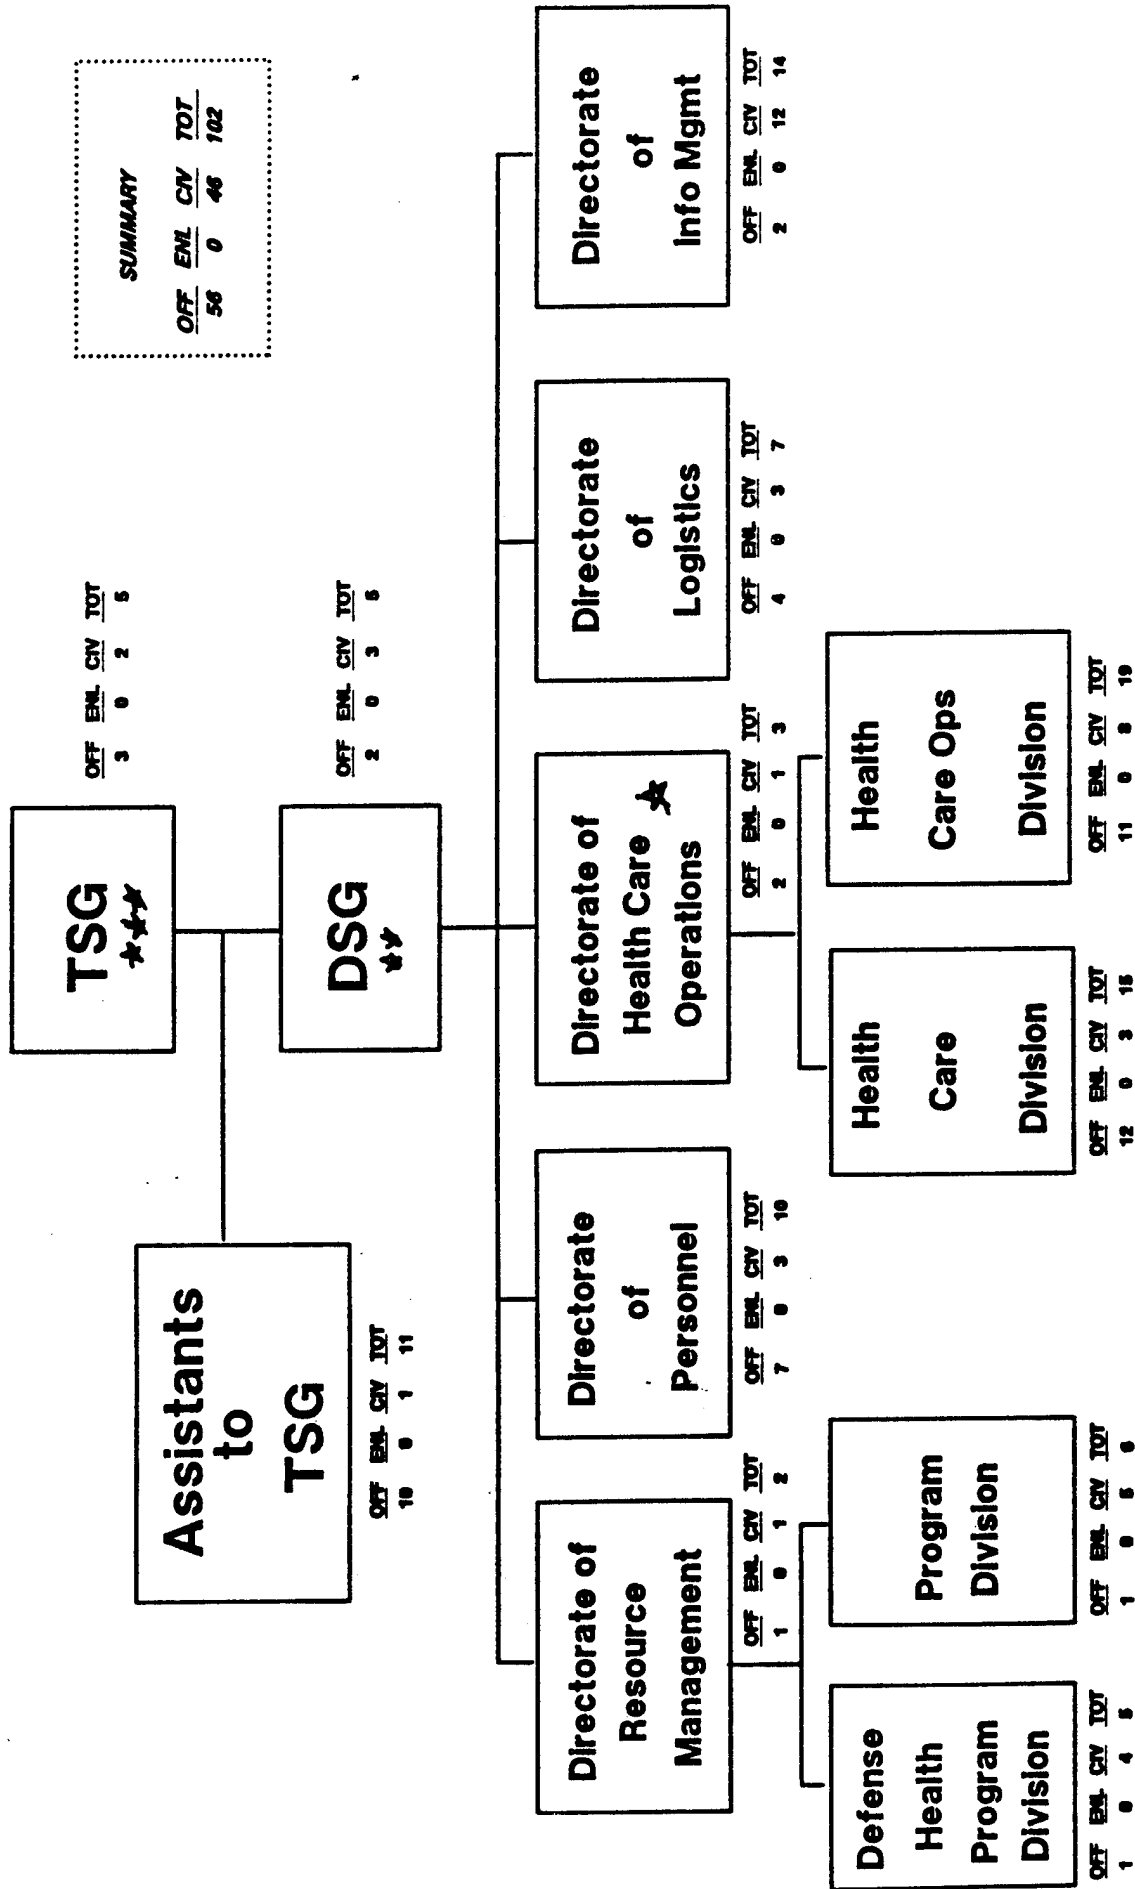 TSG
OFF ENL CIV TOT
3 0 2 5
SUMMARY
OFF ENL CIV TOT
56 0 46 102
Assistants
to
TSG
OFF ENL CIV TOT
10 0 1 11
DSG
OFF ENL CIV TOT
2 0 3 5
Directorate of
Resource
Management
OFF ENL CIV TOT
1 0 1 2
Directorate
of
Personnel
OFF ENL CIV TOT
7 0 3 10
Directorate of
Health Care
Operations
OFF ENL CIV TOT
2 0 1 3
Directorate
of
Logistics
OFF ENL CIV TOT
4 0 3 7
Directorate
of
Info Mgmt
OFF ENL CIV TOT
2 0 12 14
Defense
Health
Program
Division
OFF ENL CIV TOT
1 0 4 5
Program
Division
OFF ENL CIV TOT
1 0 5 6
Health
Care
Division
OFF ENL CIV TOT
12 0 3 15
Health
Care Ops
Division
OFF ENL CIV TOT
11 0 8 19